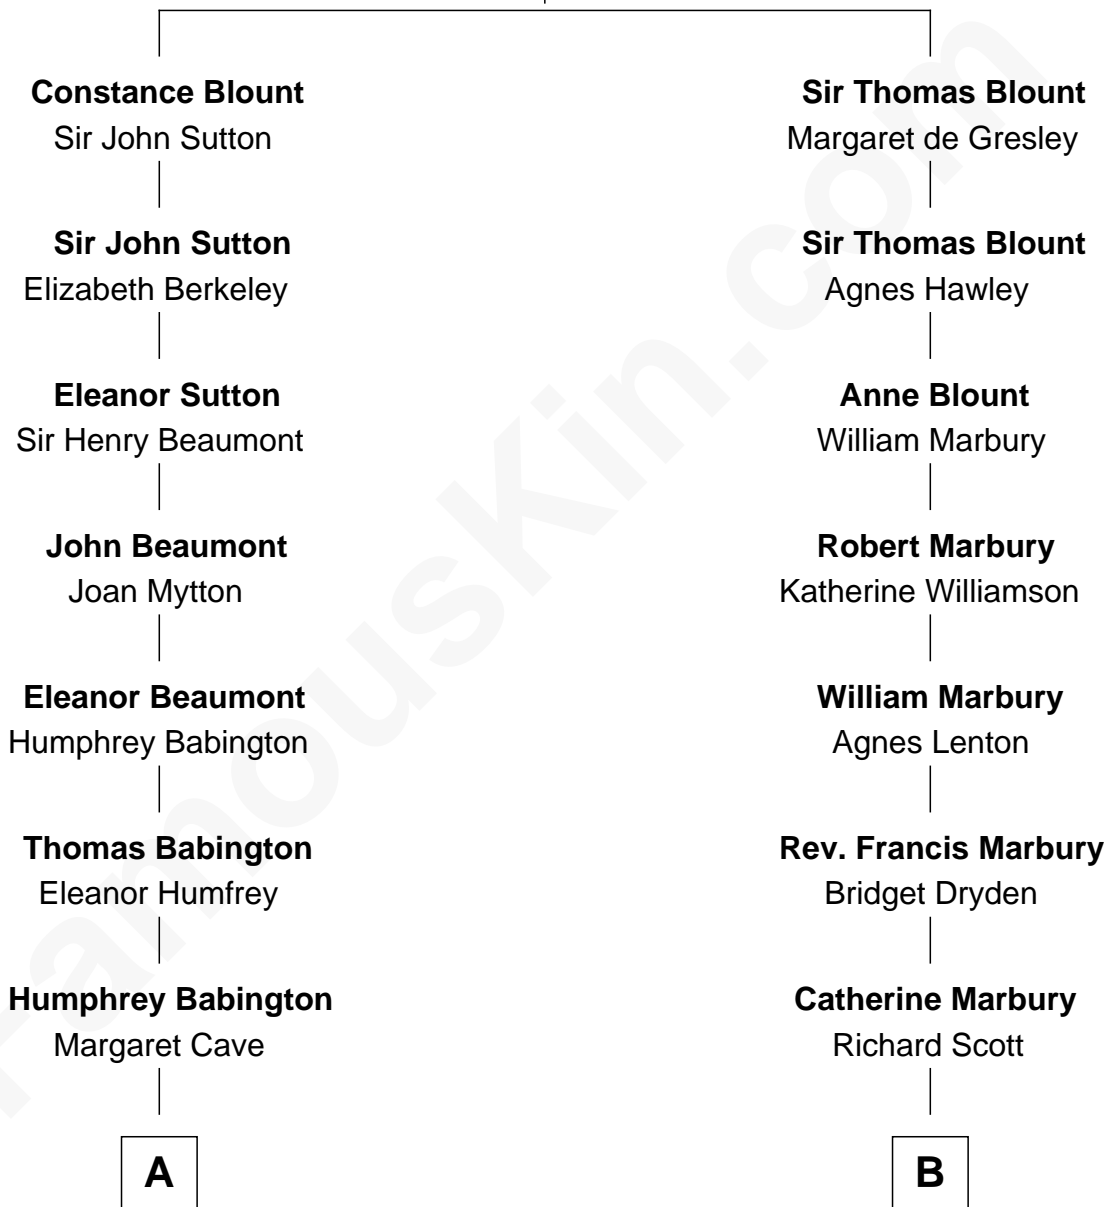 Constance Blount
Sir John Sutton
Sir John Sutton
Elizabeth Berkeley
Eleanor Sutton
Sir Henry Beaumont
John Beaumont
Joan Mytton
Eleanor Beaumont
Humphrey Babington
Thomas Babington
Eleanor Humfrey
Humphrey Babington
Margaret Cave
A
Sir Thomas Blount
Margaret de Gresley
Sir Thomas Blount
Agnes Hawley
Anne Blount
William Marbury
Robert Marbury
Katherine Williamson
William Marbury
Agnes Lenton
Rev. Francis Marbury
Bridget Dryden
Catherine Marbury
Richard Scott
B
FamousKin.com